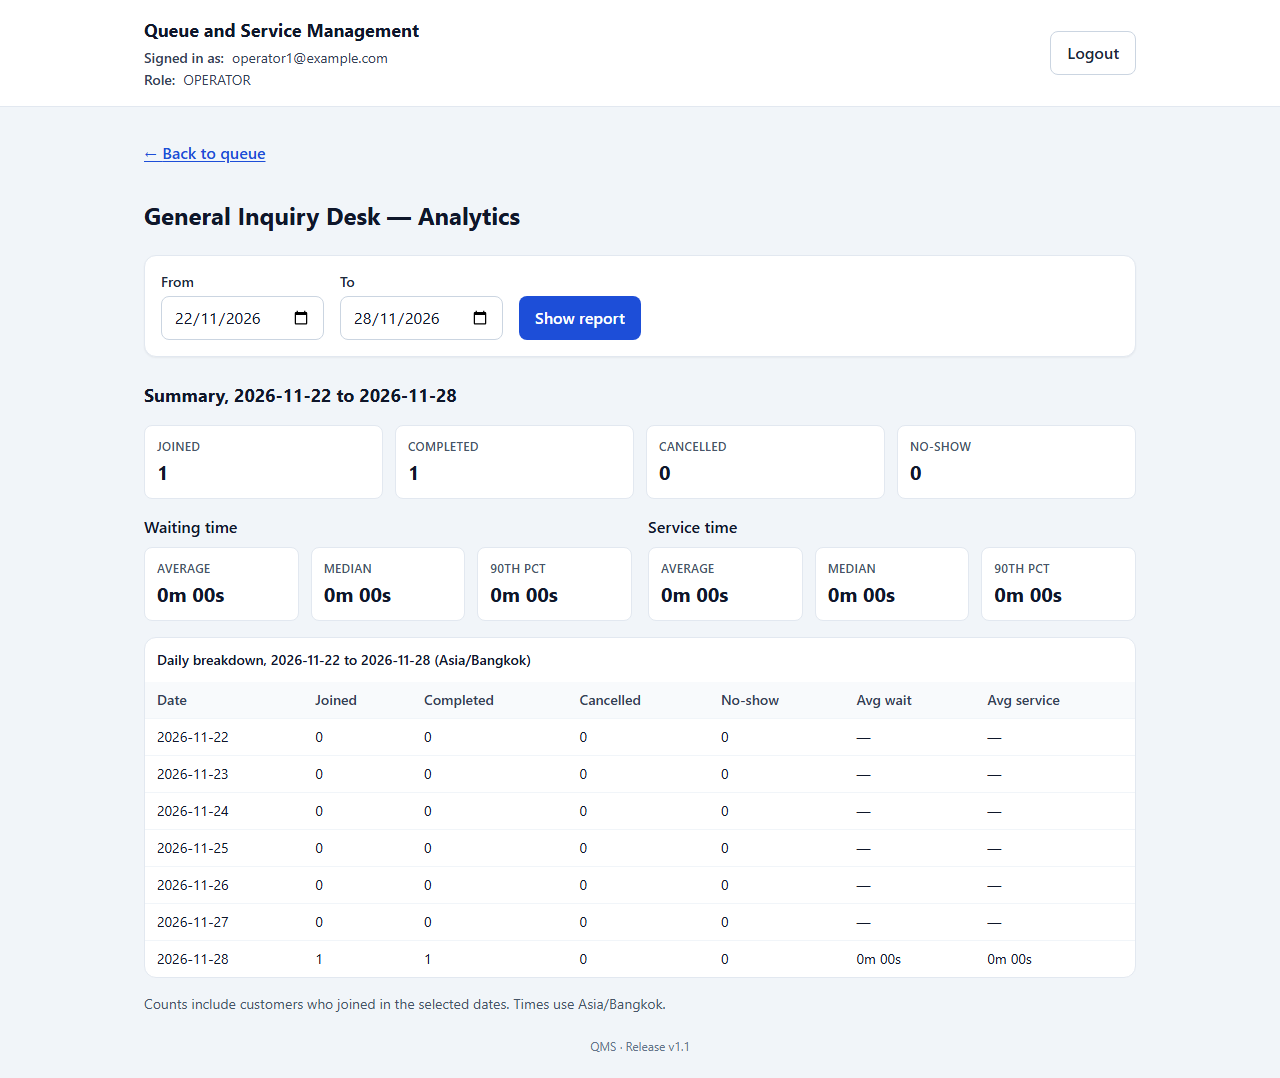 Queue and Service Management
Signed in as: operator1@example.com
Role: OPERATOR
Logout
← Back to queue
General Inquiry Desk — Analytics
From To
22/11/2026 28/11/2026 Show report
Summary, 2026-11-22 to 2026-11-28
JOINED COMPLETED CANCELLED NO-SHOW
1 1 0 0
Waiting time Service time
AVERAGE MEDIAN 90TH PCT AVERAGE MEDIAN 90TH PCT
0m 00s 0m 00s 0m 00s 0m 00s 0m 00s 0m 00s
Daily breakdown, 2026-11-22 to 2026-11-28 (Asia/Bangkok)
Date Joined Completed Cancelled No-show Avg wait Avg service
2026-11-22 0 0 0 0 — —
2026-11-23 0 0 0 0 — —
2026-11-24 0 0 0 0 — —
2026-11-25 0 0 0 0 — —
2026-11-26 0 0 0 0 — —
2026-11-27 0 0 0 0 — —
2026-11-28 1 1 0 0 0m 00s 0m 00s
Counts include customers who joined in the selected dates. Times use Asia/Bangkok.
QMS · Release v1.1